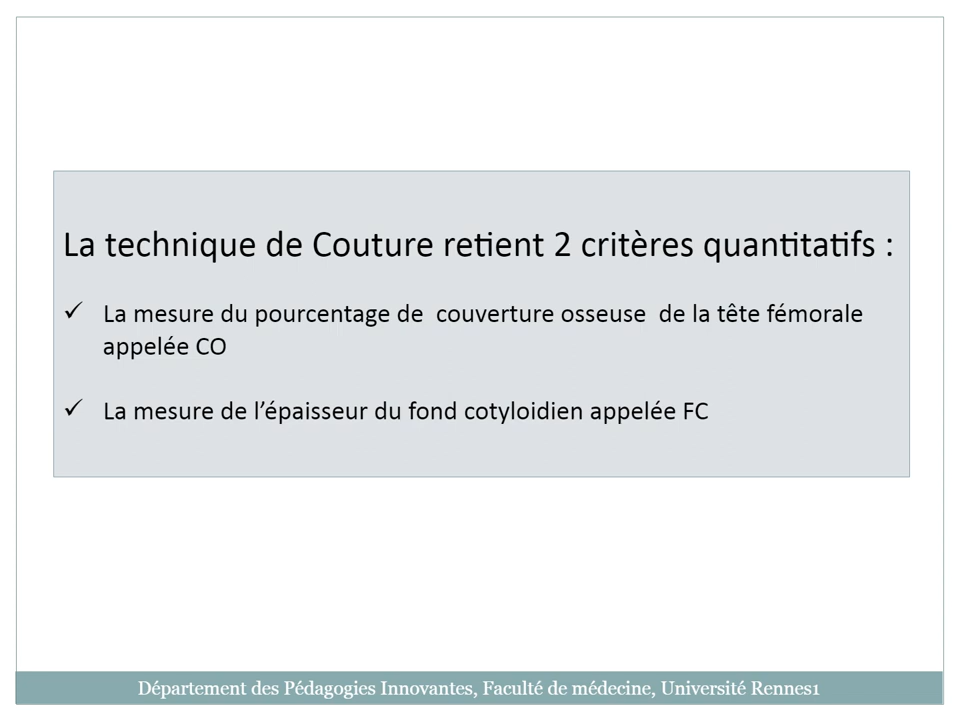 La technique de Couture retient 2 critères quantitatifs :
✓ La mesure du pourcentage de couverture osseuse de la tête fémorale
appelée CO
✓ La mesure de l’épaisseur du fond cotyloidien appelée FC
Département des Pédagogies Innovantes, Faculté de médecine, Université Rennes1